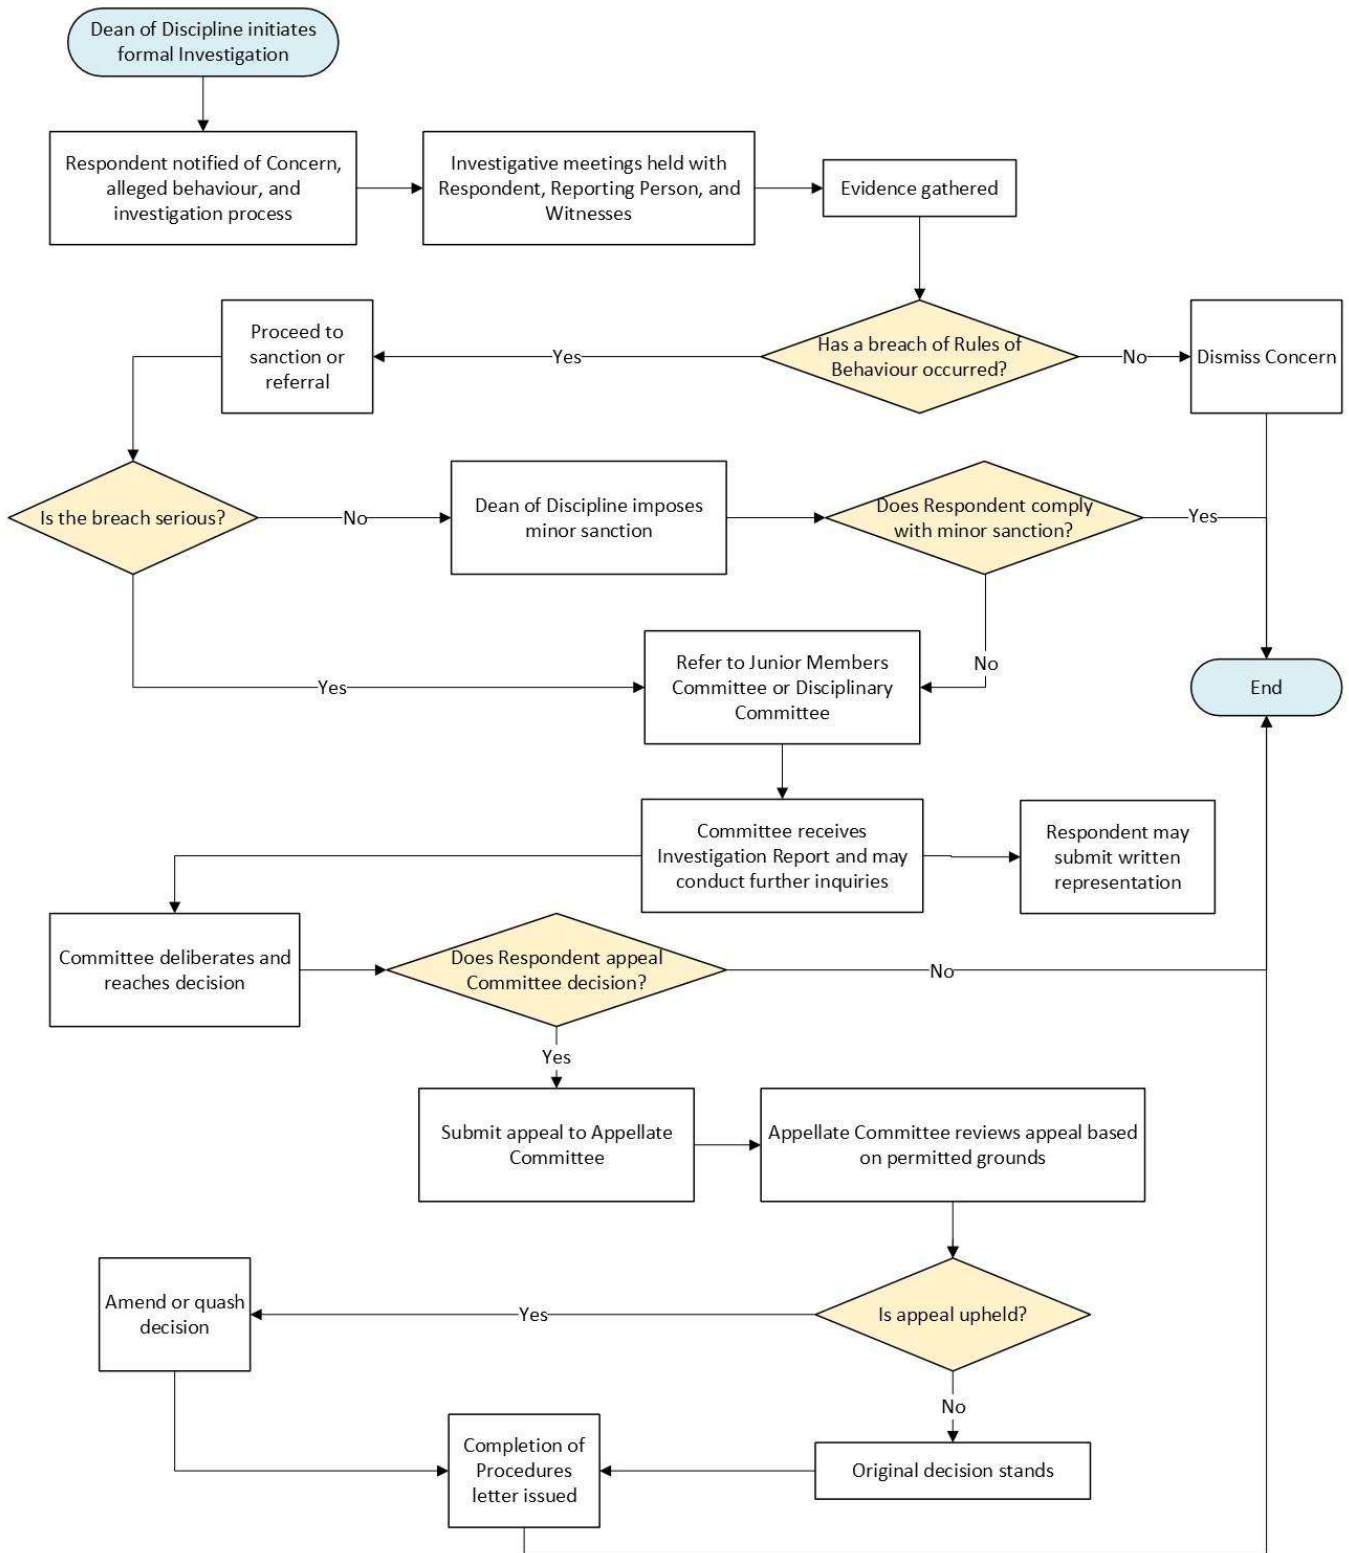 Dean of Discipline initiates
formal Investigation
Respondent notified of Concern,
alleged behaviour, and
investigation process
Investigative meetings held with
Respondent, Reporting Person, and
Witnesses
Evidence gathered
Has a breach of Rules of
Behaviour occurred?
Yes
No
Proceed to
sanction or
referral
Dismiss Concern
Is the breach serious?
No
Dean of Discipline imposes
minor sanction
Does Respondent comply
with minor sanction?
Yes
No
Yes
Refer to Junior Members
Committee or Disciplinary
Committee
End
Committee receives
Investigation Report and may
conduct further inquiries
Respondent may
submit written
representation
Committee deliberates and
reaches decision
Does Respondent appeal
Committee decision?
No
Yes
Submit appeal to Appellate
Committee
Appellate Committee reviews appeal based
on permitted grounds
Is appeal upheld?
Yes
Amend or quash
decision
No
Original decision stands
Completion of
Procedures
letter issued